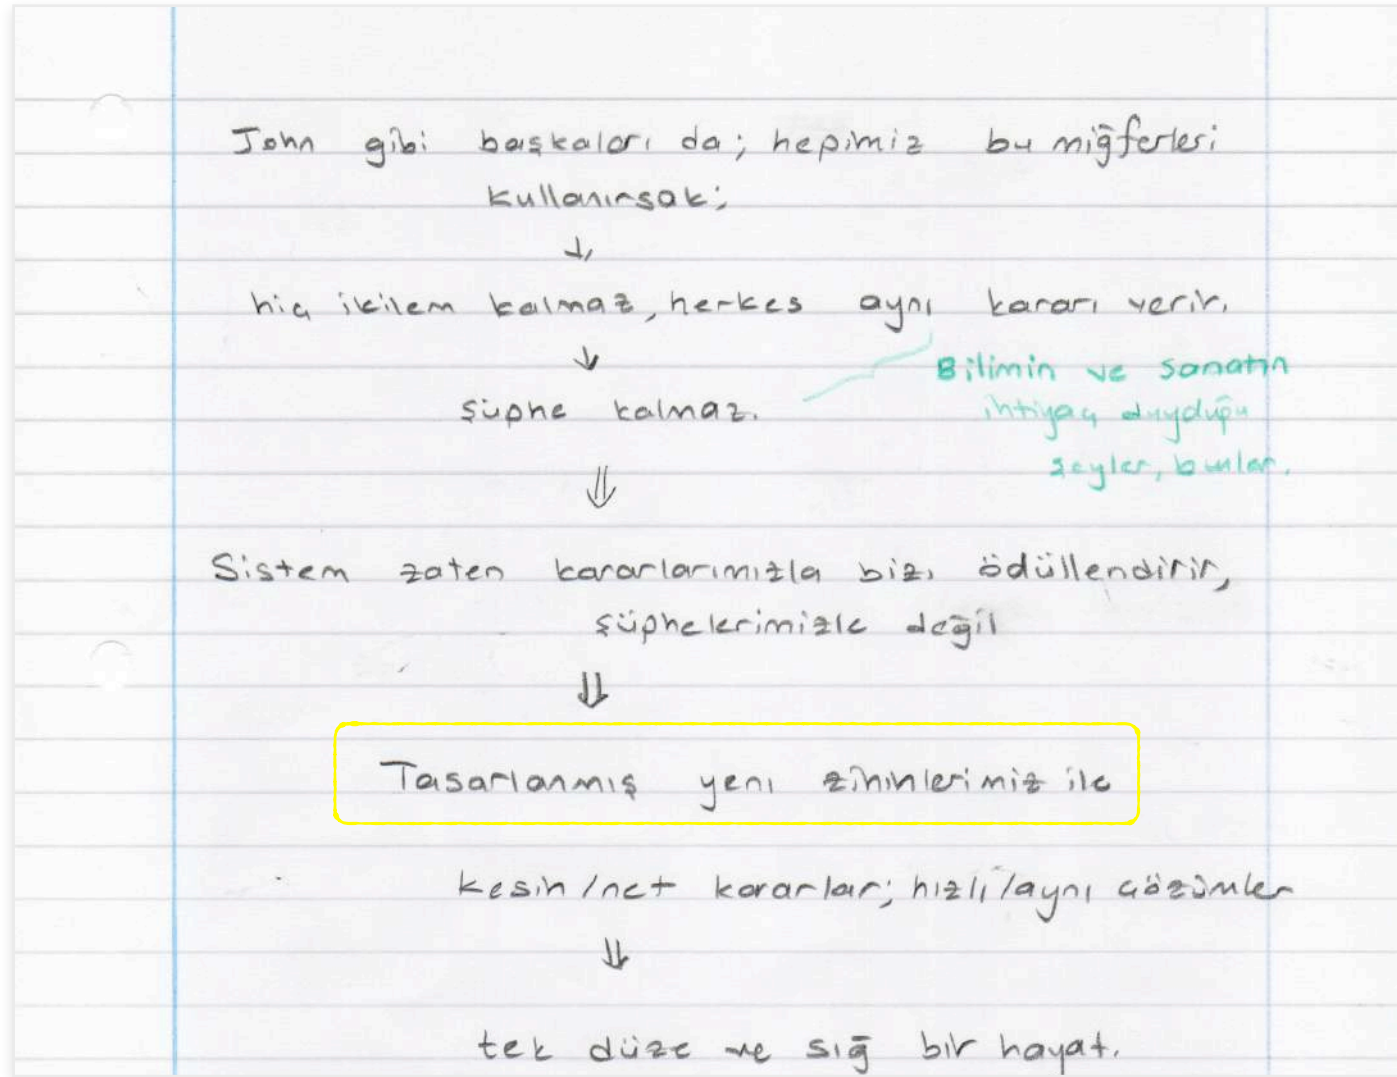 John gibi başkaları da; hepimiz bu miğferleri
kullanırsak;
↓
hiç ikilem kalmaz, herkes aynı kararı verir.
↓
şüphe kalmaz.
Bilimin ve sanatın
ihtiyaç duyduğu
şeyler, bunlar.
⇓
Sistem zaten kararlarımızla bizi ödüllendirir,
şüphelerimizle değil
⇓
Tasarlanmış yeni zihinlerimiz ile
kesin/net kararlar; hızlı/aynı çözümler
⇓
tek düze ve sığ bir hayat.